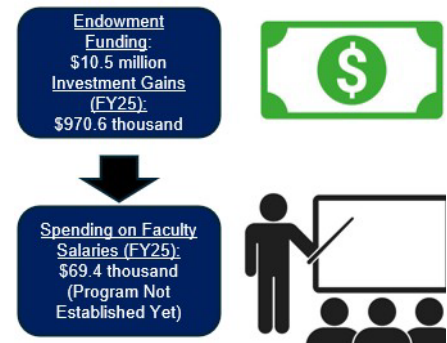 Endowment
Funding:
$10.5 million
Investment Gains
(FY25):
$970.6 thousand
$
Spending on Faculty
Salaries (FY25):
$69.4 thousand
(Program Not
Established Yet)